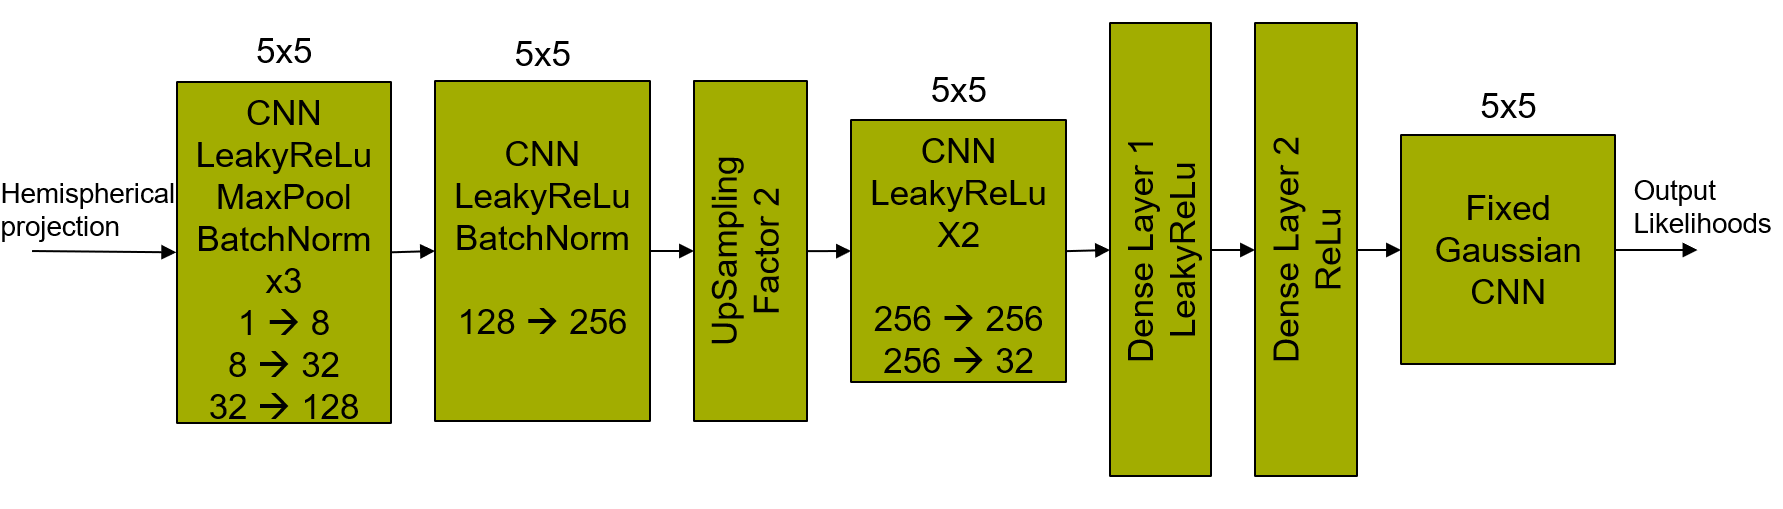 Hemispherical
projection
5x5
CNN
LeakyReLu
MaxPool
BatchNorm
x3
1 → 8
8 → 32
32 → 128
5x5
CNN
LeakyReLu
BatchNorm
128 → 256
UpSampling
Factor 2
5x5
CNN
LeakyReLu
X2
256 → 256
256 → 32
Dense Layer 1
LeakyReLu
Dense Layer 2
ReLu
5x5
Fixed
Gaussian
CNN
Output
Likelihoods